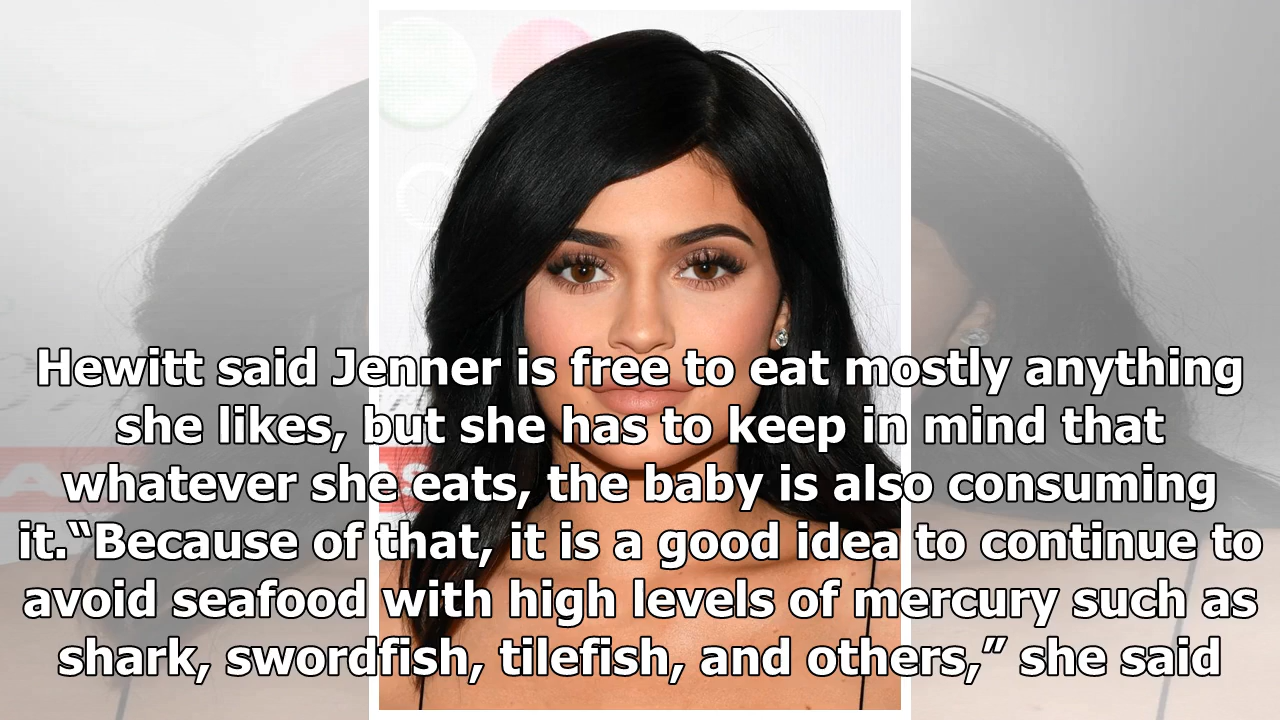 Hewitt said Jenner is free to eat mostly anything
she likes, but she has to keep in mind that
whatever she eats, the baby is also consuming
it.“Because of that, it is a good idea to continue to
avoid seafood with high levels of mercury such as
shark, swordfish, tilefish, and others,” she said